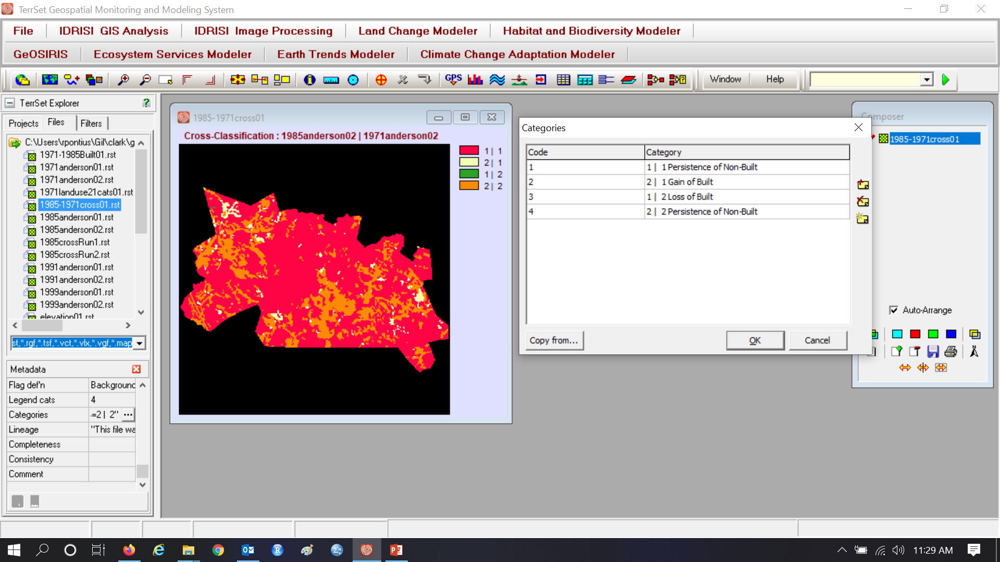 TerrSet Geospatial Monitoring and Modeling System
File
IDRISI GIS Analysis
IDRISI Image Processing
Land Change Modeler
Habitat and Biodiversity Modeler
GeOSIRIS
Ecosystem Services Modeler
Earth Trends Modeler
Climate Change Adaptation Modeler
GPS
Window
Help
TerrSet Explorer
?
Projects
Files
Filters
C:\Users\rpontius\Gil\clark\g
1971-1985Built01.rst
1971anderson01.rst
1971anderson02.rst
1971landuse21cats01.rst
1985-1971cross01.rst
1985anderson01.rst
1985anderson02.rst
1985crossRun1.rst
1985crossRun2.rst
1991anderson01.rst
1991anderson02.rst
1999anderson01.rst
1999anderson02.rst
elevation01.rst
st,*.rgf,*.tsf,*.vct,*.vlx,*.vgf,*.map
Metadata
Flag def'n Background
Legend cats 4
Categories =2 | 2" ...
Lineage "This file wa
Completeness
Consistency
Comment
1985-1971cross01
Cross-Classification : 1985anderson02 | 1971anderson02
1 | 1
2 | 1
1 | 2
2 | 2
Categories
Code Category
1 1 | 1 Persistence of Non-Built
2 2 | 1 Gain of Built
3 1 | 2 Loss of Built
4 2 | 2 Persistence of Non-Built
Copy from...
OK
Cancel
Composer
1985-1971cross01
Auto-Arrange
11:29 AM